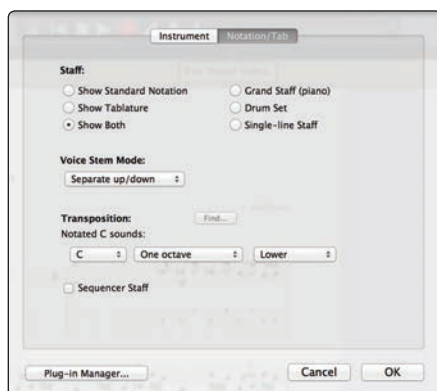 Instrument Notation/Tab
Staff:
Show Standard Notation Grand Staff (piano)
Show Tablature Drum Set
Show Both Single-line Staff
Voice Stem Mode:
Separate up/down
Transposition: Find...
Notated C sounds:
C One octave Lower
Sequencer Staff
Plug-in Manager... Cancel OK